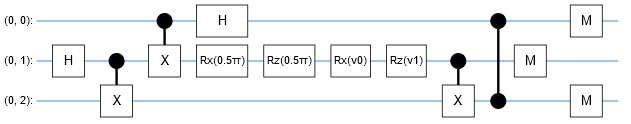 (0, 0): H M
(0, 1): H X Rx(0.5π) Rz(0.5π) Rx(v0) Rz(v1) M
(0, 2): X X M